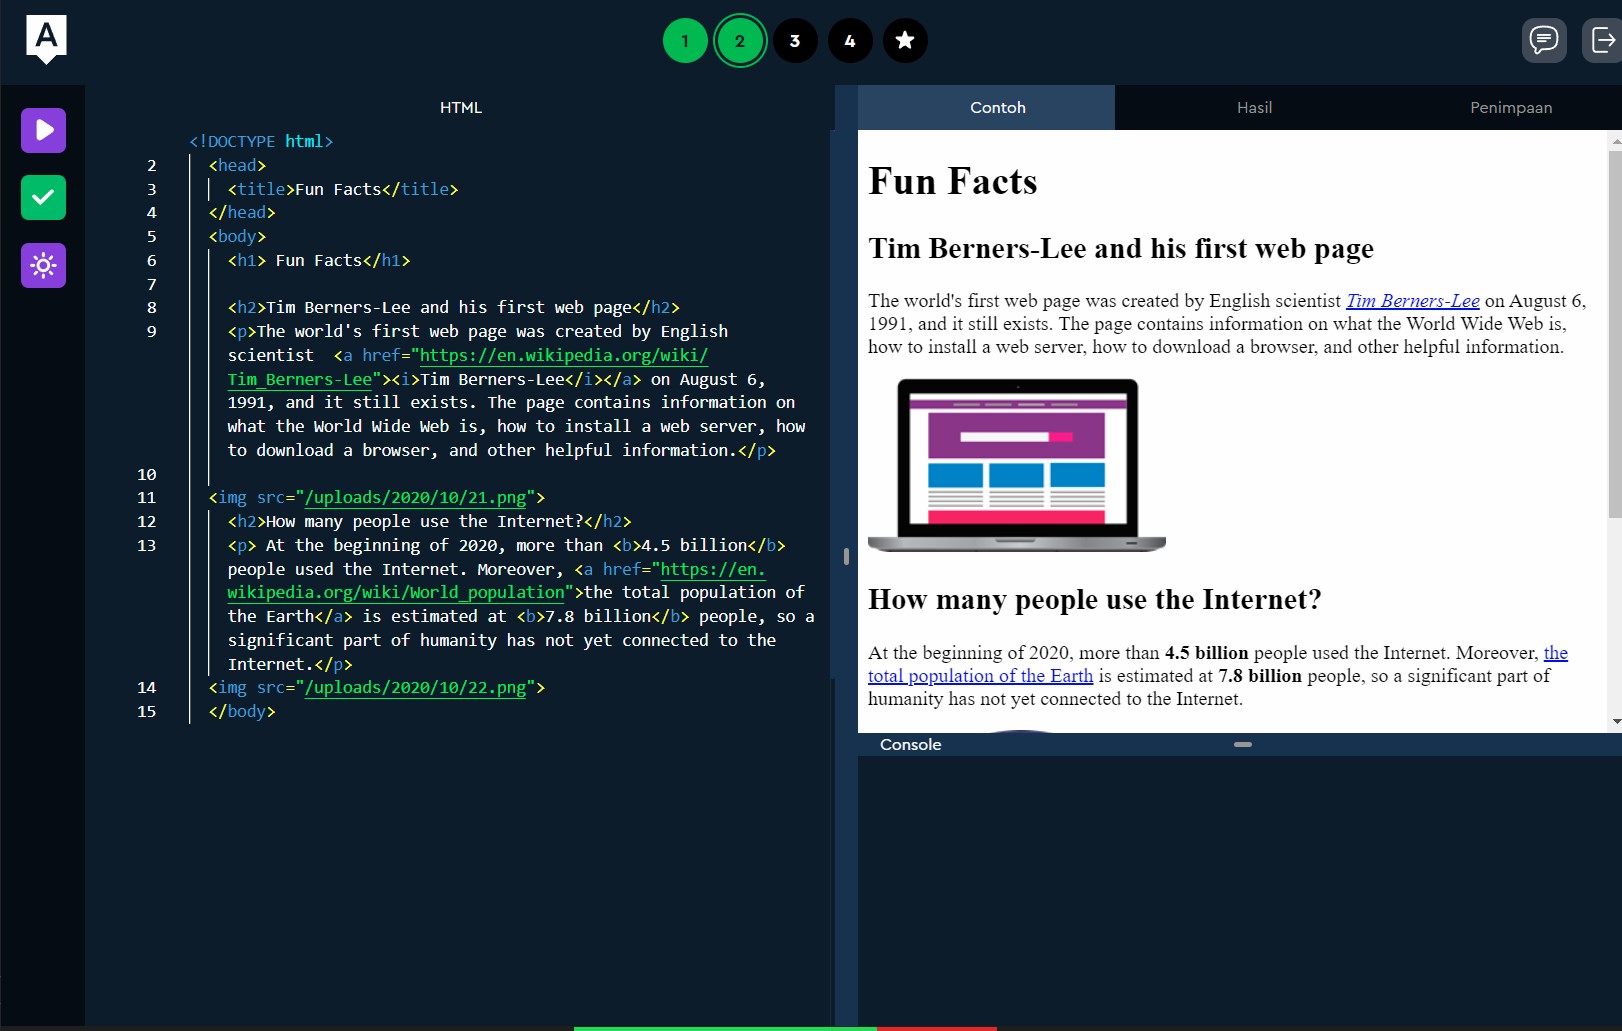 A
1 2 3 4
HTML
Contoh Hasil Penimpaan
<!DOCTYPE html>
2 <head>
3 <title>Fun Facts</title>
4 </head>
5 <body>
6 <h1> Fun Facts</h1>
7
8 <h2>Tim Berners-Lee and his first web page</h2>
9 <p>The world's first web page was created by English
scientist  <a href="https://en.wikipedia.org/wiki/
Tim_Berners-Lee"><i>Tim Berners-Lee</i></a> on August 6,
1991, and it still exists. The page contains information on
what the World Wide Web is, how to install a web server, how
to download a browser, and other helpful information.</p>
10
11 <img src="/uploads/2020/10/21.png">
12 <h2>How many people use the Internet?</h2>
13 <p> At the beginning of 2020, more than <b>4.5 billion</b>
people used the Internet. Moreover, <a href="https://en.
wikipedia.org/wiki/World_population">the total population of
the Earth</a> is estimated at <b>7.8 billion</b> people, so a
significant part of humanity has not yet connected to the
Internet.</p>
14 <img src="/uploads/2020/10/22.png">
15 </body>
Fun Facts
Tim Berners-Lee and his first web page
The world's first web page was created by English scientist Tim Berners-Lee on August 6,
1991, and it still exists. The page contains information on what the World Wide Web is,
how to install a web server, how to download a browser, and other helpful information.
How many people use the Internet?
At the beginning of 2020, more than 4.5 billion people used the Internet. Moreover, the
total population of the Earth is estimated at 7.8 billion people, so a significant part of
humanity has not yet connected to the Internet.
Console